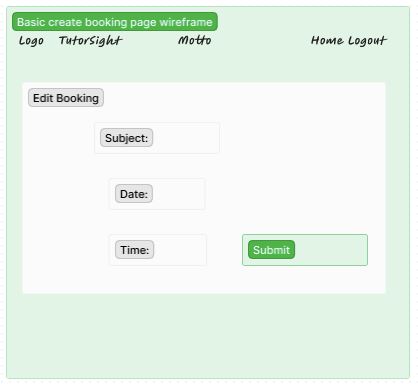 Basic create booking page wireframe
Logo TutorSight Motto Home Logout
Edit Booking
Subject:
Date:
Time: Submit